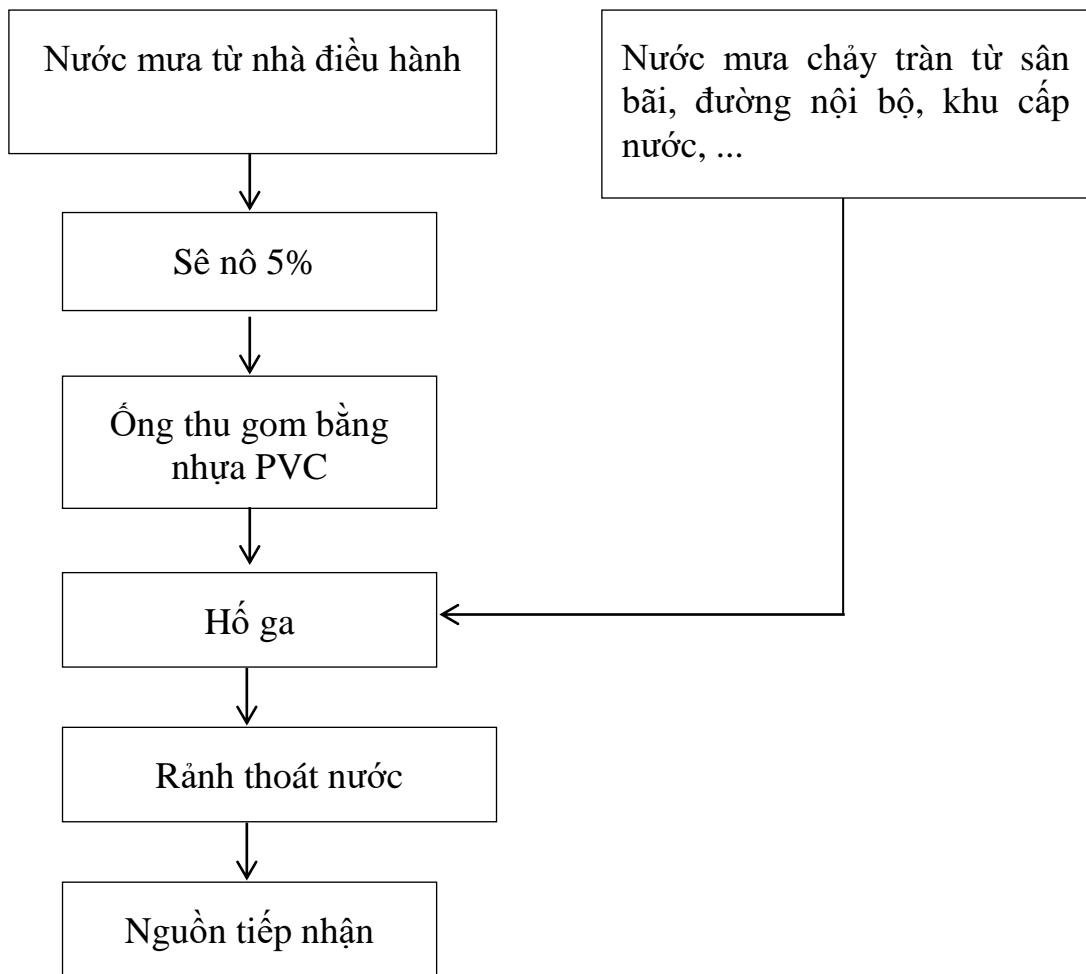 Nước mưa từ nhà điều hành
Nước mưa chảy tràn từ sân
bãi, đường nội bộ, khu cấp
nước, ...
Sê nô 5%
Ống thu gom bằng
nhựa PVC
Hố ga
Rảnh thoát nước
Nguồn tiếp nhận